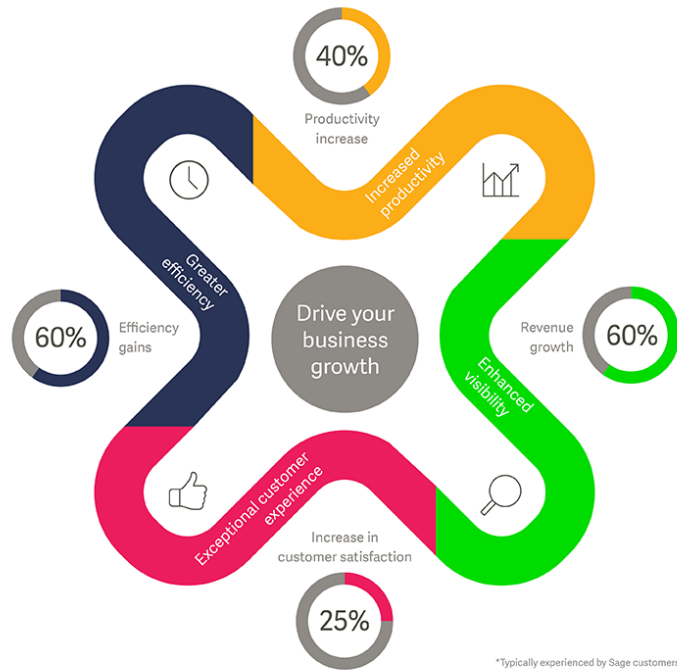 40%
Productivity
increase
Increased
productivity
Greater
efficiency
60%
Efficiency
gains
Drive your
business
growth
Revenue
growth
60%
Enhanced
visibility
Exceptional customer
experience
Increase in
customer satisfaction
25%
*Typically experienced by Sage customers